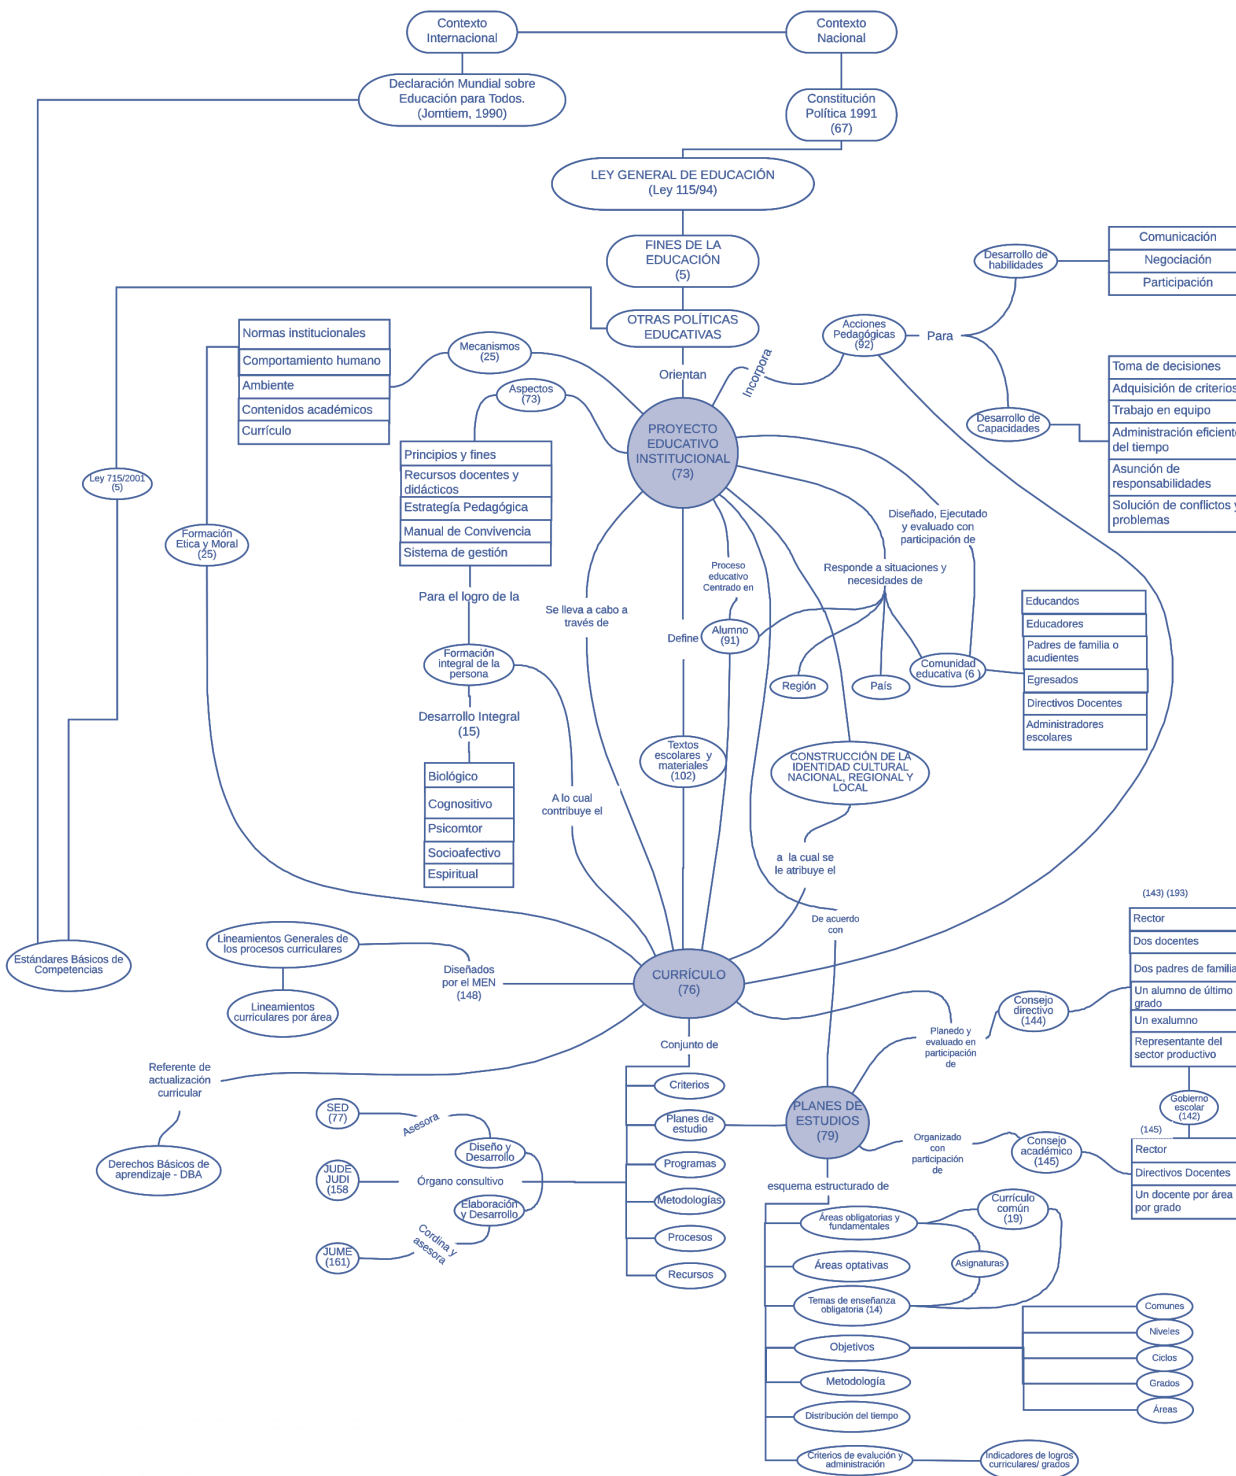 Contexto
Internacional
Contexto
Nacional
Declaración Mundial sobre
Educación para Todos.
(Jomtiem, 1990)
Constitución
Política 1991
(67)
LEY GENERAL DE EDUCACIÓN
(Ley 115/94)
FINES DE LA
EDUCACIÓN
(5)
OTRAS POLÍTICAS
EDUCATIVAS
Orientan
Incorpora
Acciones
Pedagógicas
(92)
Para
Desarrollo de
habilidades
Comunicación
Negociación
Participación
Desarrollo de
Capacidades
Toma de decisiones
Adquisición de criterios
Trabajo en equipo
Administración eficiente
del tiempo
Asunción de
responsabilidades
Solución de conflictos y
problemas
Normas institucionales
Comportamiento humano
Ambiente
Contenidos académicos
Currículo
Mecanismos
(25)
Aspectos
(73)
PROYECTO
EDUCATIVO
INSTITUCIONAL
(73)
Principios y fines
Recursos docentes y
didácticos
Estrategía Pedagógica
Manual de Convivencia
Sistema de gestión
Ley 715/2001
(5)
Formación
Etica y Moral
(25)
Para el logro de la
Formación
integral de la
persona
Desarrollo Integral
(15)
Biológico
Cognositivo
Psicomtor
Socioafectivo
Espiritual
A lo cual
contribuye el
Se lleva a cabo a
través de
Define
Proceso
educativo
Centrado en
Alumno
(91)
Diseñado, Ejecutado
y evaluado con
participación de
Responde a situaciones y
necesidades de
Región
País
Comunidad
educativa (6 )
Educandos
Educadores
Padres de familia o
acudientes
Egresados
Directivos Docentes
Administradores
escolares
Textos
escolares y
materiales
(102)
CONSTRUCCIÓN DE LA
IDENTIDAD CULTURAL
NACIONAL, REGIONAL Y
LOCAL
a la cual se
le atribuye el
De acuerdo
con
Estándares Básicos de
Competencias
Lineamientos Generales de
los procesos curriculares
Lineamientos
curriculares por área
Diseñados
por el MEN
(148)
CURRÍCULO
(76)
Conjunto de
Referente de
actualización
curricular
Derechos Básicos de
aprendizaje - DBA
SED
(77)
Asesora
Diseño y
Desarrollo
JUDE
JUDI
(158
Órgano consultivo
Elaboración
y Desarrollo
JUME
(161)
Cordina y
asesora
Criterios
Planes de
estudio
Programas
Metodologías
Procesos
Recursos
PLANES DE
ESTUDIOS
(79)
Planedo y
evaluado en
participación
de
Consejo
directivo
(144)
(143) (193)
Rector
Dos docentes
Dos padres de familia
Un alumno de último
grado
Un exalumno
Representante del
sector productivo
Gobierno
escolar
(142)
Organizado
con
participación
de
Consejo
académico
(145)
(145)
Rector
Directivos Docentes
Un docente por área
por grado
esquema estructurado de
Áreas obligatorias y
fundamentales
Currículo
común
(19)
Asignaturas
Áreas optativas
Temas de enseñanza
obligatoria (14)
Objetivos
Metodología
Distribución del tiempo
Criterios de evalución y
administración
Comunes
Niveles
Ciclos
Grados
Áreas
Indicadores de logros
curriculares/ grados